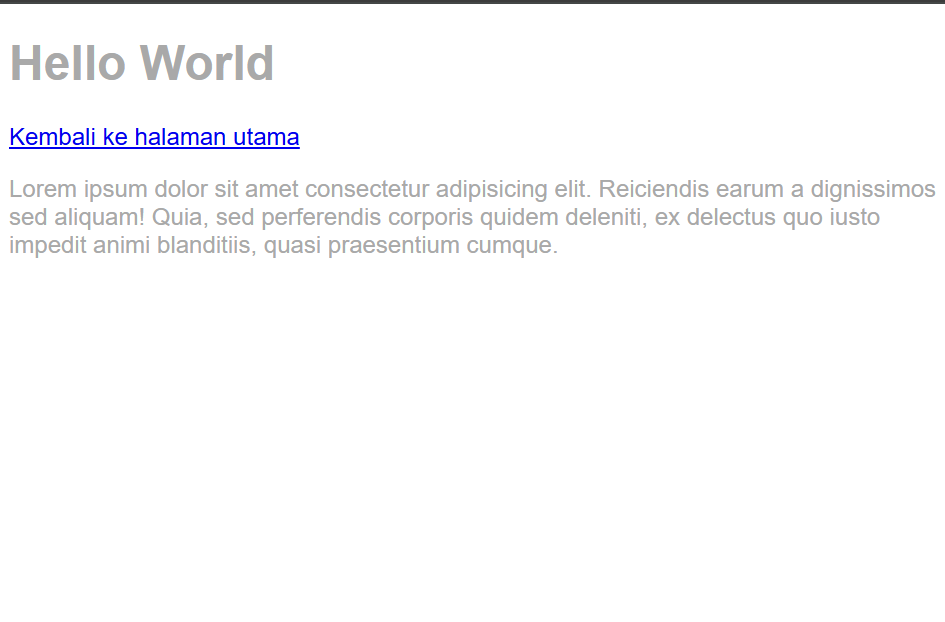 Hello World
Kembali ke halaman utama
Lorem ipsum dolor sit amet consectetur adipisicing elit. Reiciendis earum a dignissimos
sed aliquam! Quia, sed perferendis corporis quidem deleniti, ex delectus quo iusto
impedit animi blanditiis, quasi praesentium cumque.